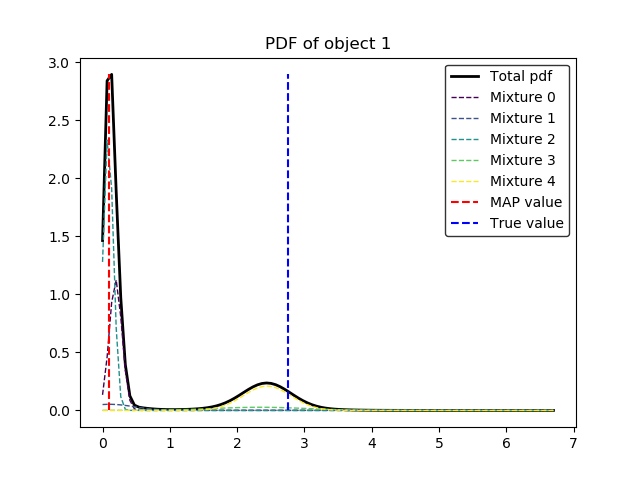 PDF of object 1
3.0
2.5
2.0
1.5
1.0
0.5
0.0
0 1 2 3 4 5 6 7
Total pdf
Mixture 0
Mixture 1
Mixture 2
Mixture 3
Mixture 4
MAP value
True value